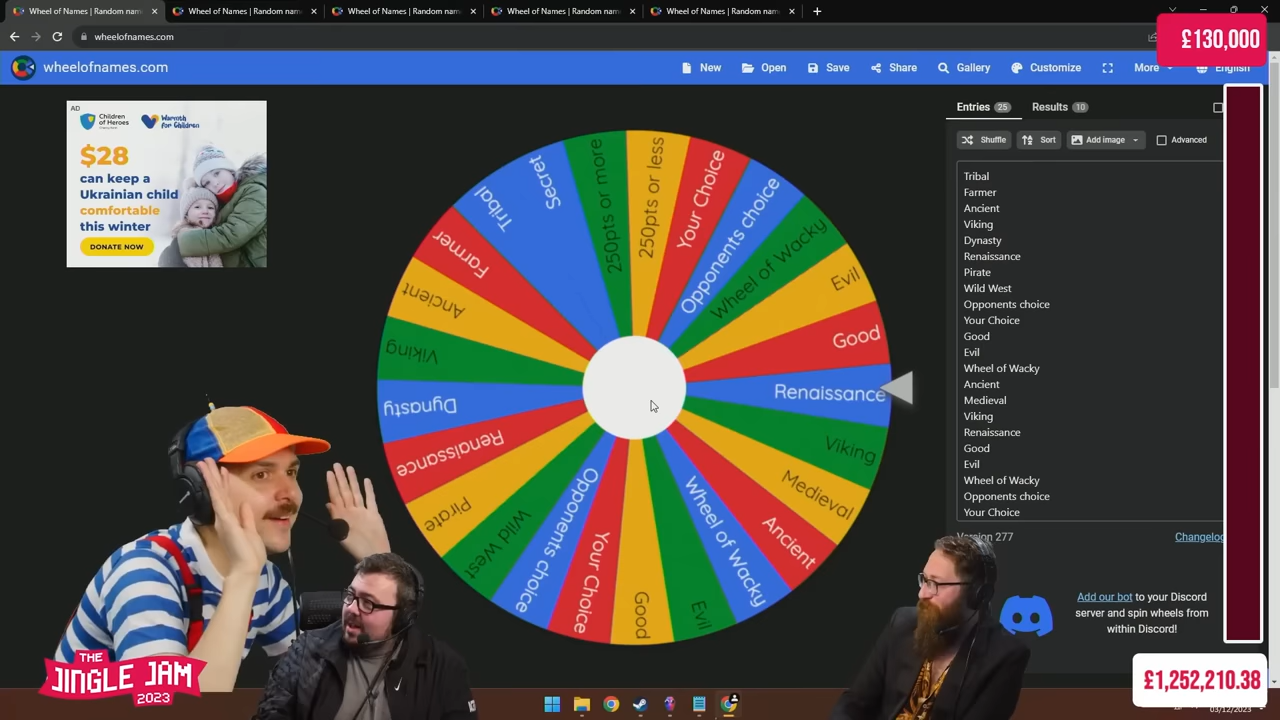 Wheel of Names | Random nam
Wheel of Names | Random nam
Wheel of Names | Random nam
Wheel of Names | Random nam
Wheel of Names | Random nam
wheelofnames.com
£130,000
wheelofnames.com
New
Open
Save
Share
Gallery
Customize
More
English
AD
Children of Heroes
Warmth for Children
$28
can keep a
Ukrainian child
comfortable
this winter
DONATE NOW
Secret
250pts or more
250pts or less
Your Choice
Opponents choice
Wheel of Wacky
Evil
Good
Renaissance
Viking
Medieval
Ancient
Wheel of Wacky
Evil
Good
Your Choice
Opponents choice
Wild West
Pirate
Renaissance
Dynasty
Viking
Ancient
Farmer
Tribal
Entries 25
Results 10
Shuffle
Sort
Add image
Advanced
Tribal
Farmer
Ancient
Viking
Dynasty
Renaissance
Pirate
Wild West
Opponents choice
Your Choice
Good
Evil
Wheel of Wacky
Ancient
Medieval
Viking
Renaissance
Good
Evil
Wheel of Wacky
Opponents choice
Your Choice
Version 277
Changelog
Add our bot to your Discord
server and spin wheels from
within Discord!
THE
JINGLE JAM
2023
£1,252,210.38
03/12/2023